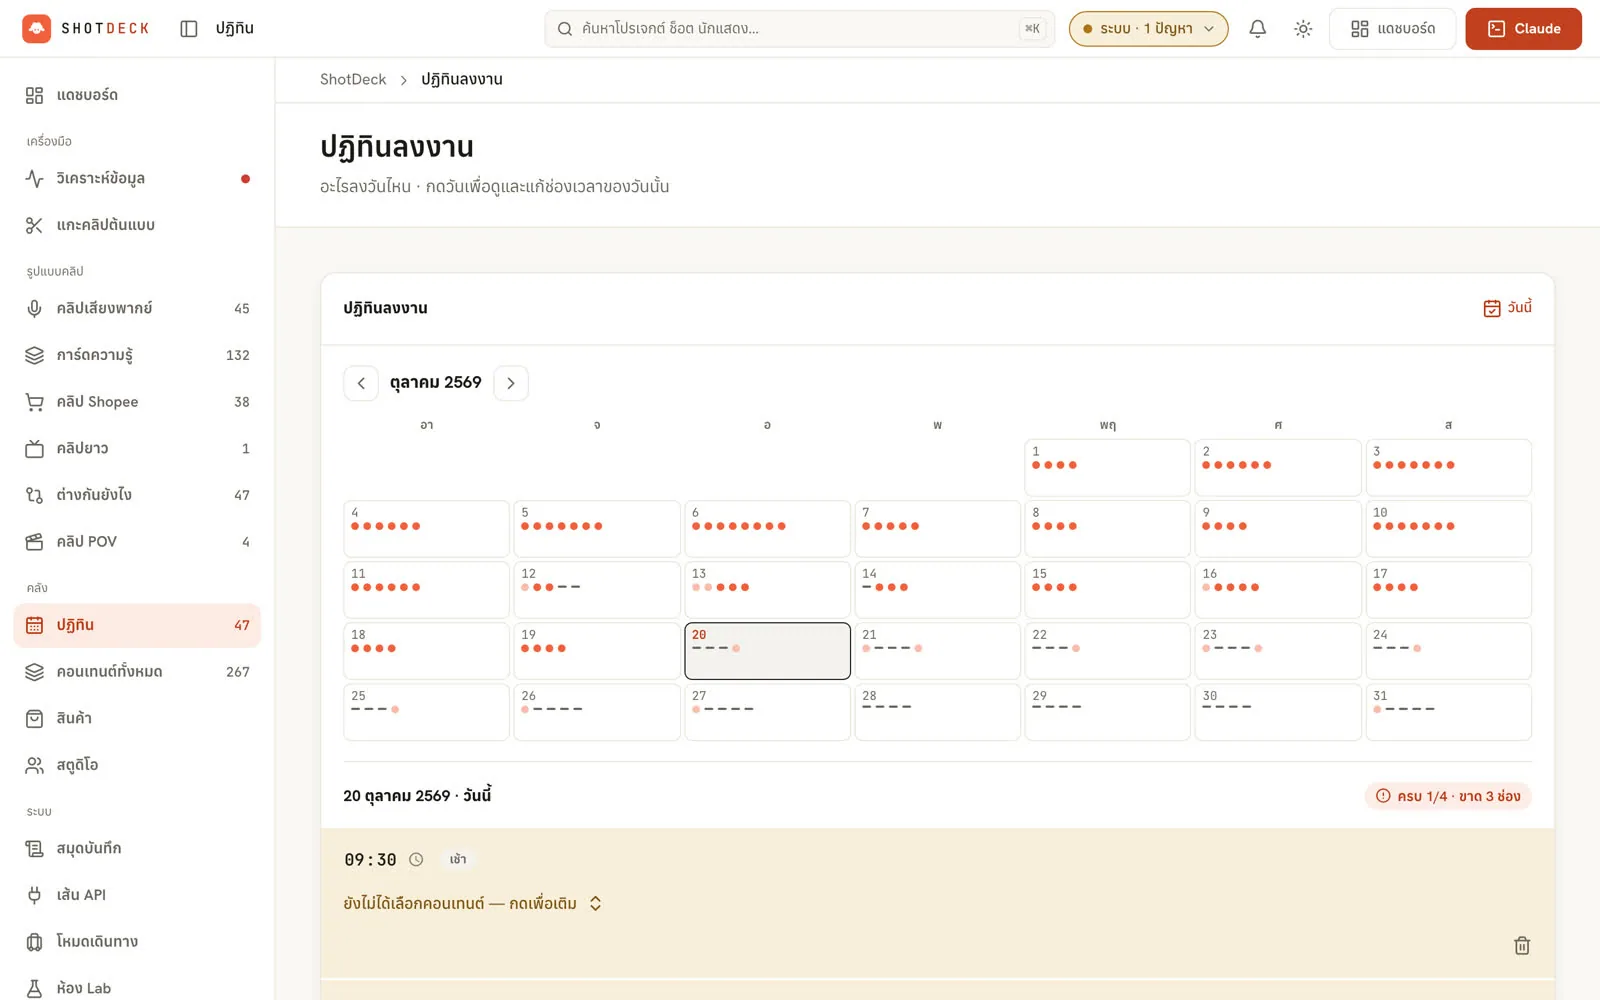 SHOTDECK
ปฏิทิน
ค้นหาโปรเจกต์ ช็อต นักแสดง...
⌘K
ระบบ · 1 ปัญหา
แดชบอร์ด
Claude
แดชบอร์ด
เครื่องมือ
วิเคราะห์ข้อมูล
แกะคลิปต้นแบบ
รูปแบบคลิป
คลิปเสียงพากย์ 45
การ์ดความรู้ 132
คลิป Shopee 38
คลิปยาว 1
ต่างกันยังไง 47
คลิป POV 4
คลัง
ปฏิทิน 47
คอนเทนต์ทั้งหมด 267
สินค้า
สตูดิโอ
ระบบ
สมุดบันทึก
เส้น API
โหมดเดินทาง
ห้อง Lab
ShotDeck > ปฏิทินลงงาน
ปฏิทินลงงาน
อะไรลงวันไหน · กดวันเพื่อดูและแก้ช่องเวลาของวันนั้น
ปฏิทินลงงาน
วันนี้
ตุลาคม 2569
อา จ อ พ พฤ ศ ส
1 2 3
4 5 6 7 8 9 10
11 12 13 14 15 16 17
18 19 20 21 22 23 24
25 26 27 28 29 30 31
20 ตุลาคม 2569 · วันนี้
ครบ 1/4 · ขาด 3 ช่อง
09:30 เช้า
ยังไม่ได้เลือกคอนเทนต์ — กดเพื่อเติม